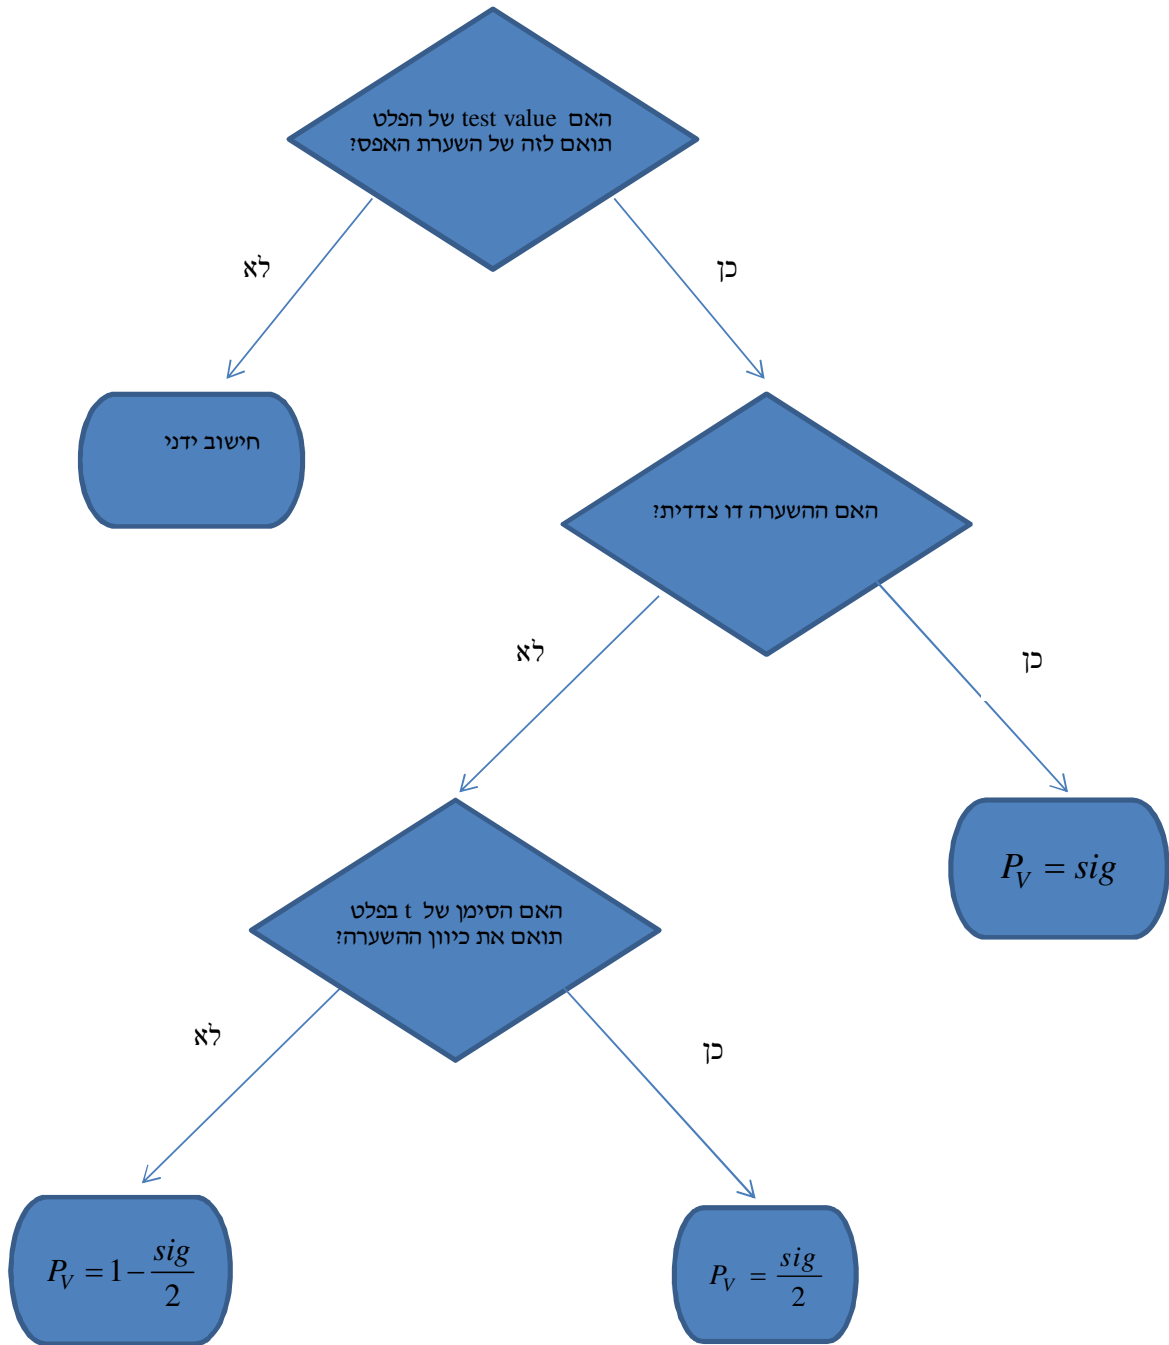 האם test value של הפלט
תואם לזה של השערת האפס?
לא
כן
חישוב ידני
האם ההשערה דו צדדית?
לא
כן
P_V = sig
האם הסימן של t בפלט
תואם את כיוון ההשערה?
לא
כן
P_V = 1 - sig/2
P_V = sig/2